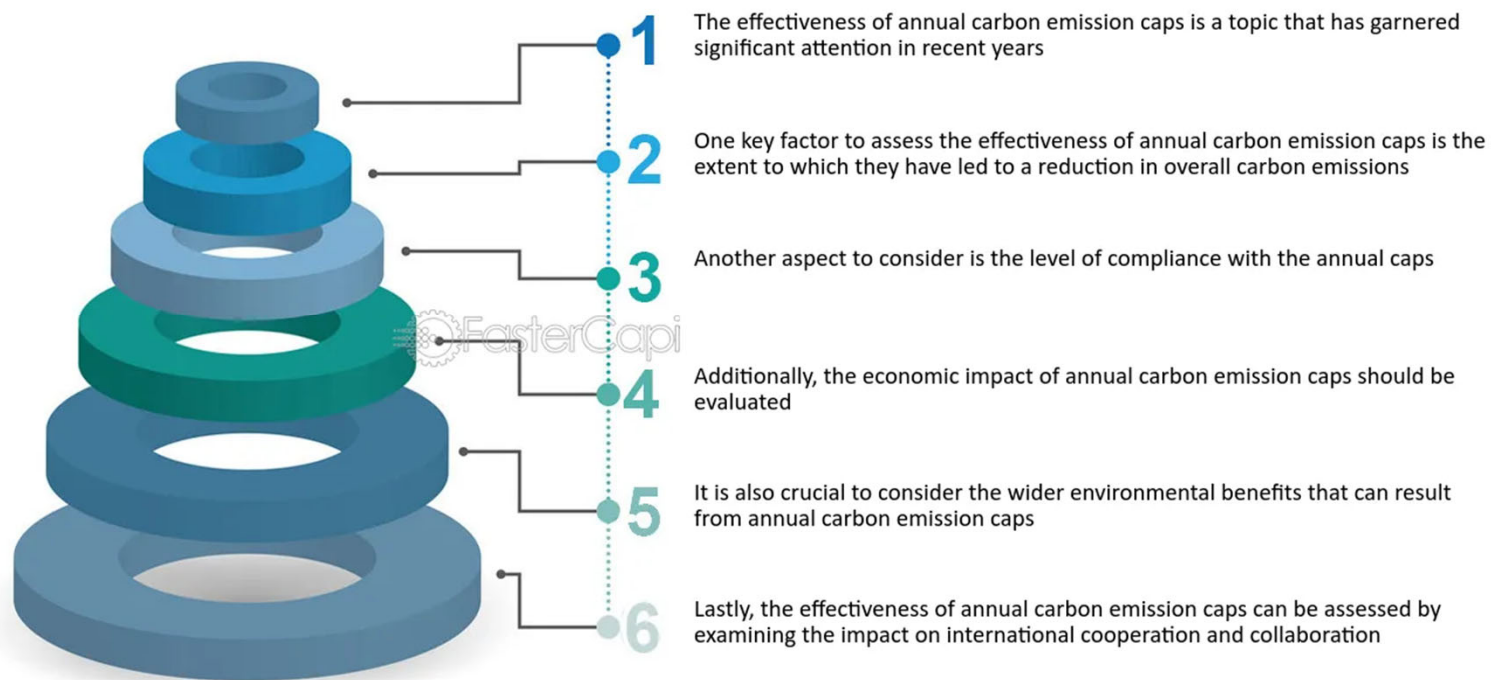 1
The effectiveness of annual carbon emission caps is a topic that has garnered
significant attention in recent years
2
One key factor to assess the effectiveness of annual carbon emission caps is the
extent to which they have led to a reduction in overall carbon emissions
3
Another aspect to consider is the level of compliance with the annual caps
FasterCapi
4
Additionally, the economic impact of annual carbon emission caps should be
evaluated
5
It is also crucial to consider the wider environmental benefits that can result
from annual carbon emission caps
6
Lastly, the effectiveness of annual carbon emission caps can be assessed by
examining the impact on international cooperation and collaboration